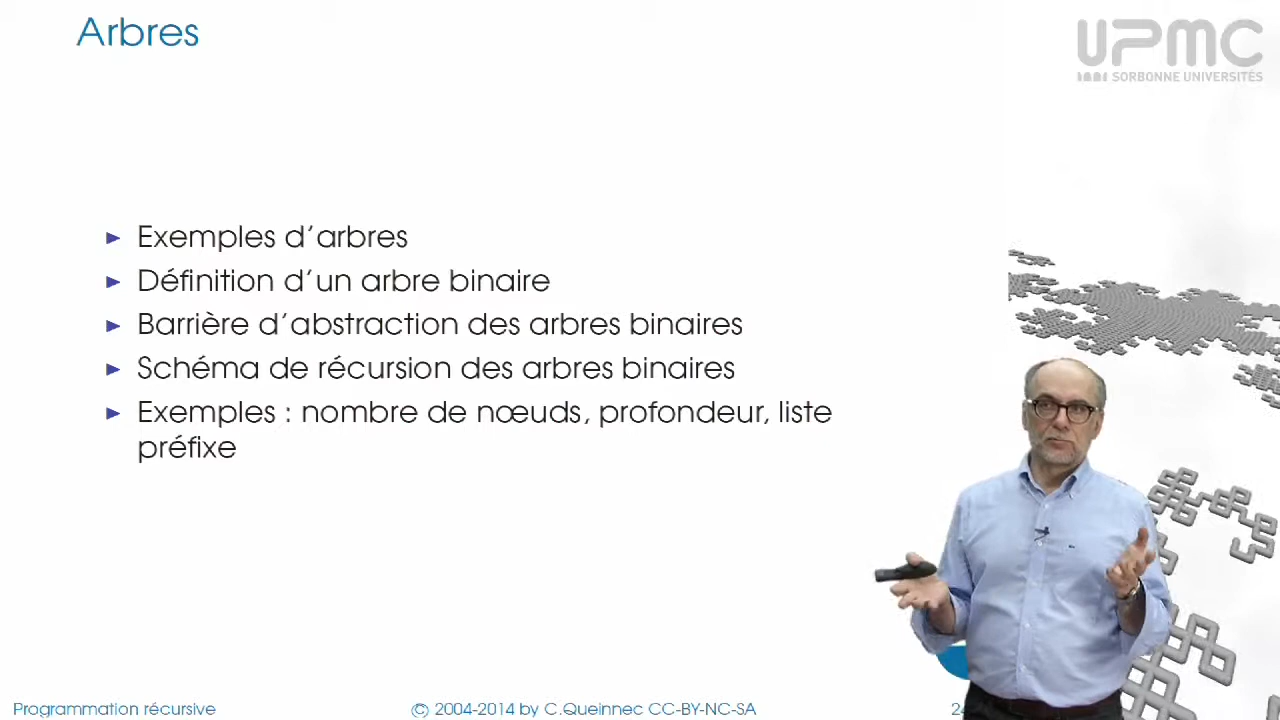 Arbres
UPMC
SORBONNE UNIVERSITÉS
► Exemples d'arbres
► Définition d'un arbre binaire
► Barrière d'abstraction des arbres binaires
► Schéma de récursion des arbres binaires
► Exemples : nombre de nœuds, profondeur, liste
préfixe
Programmation récursive
© 2004-2014 by C.Queinnec CC-BY-NC-SA